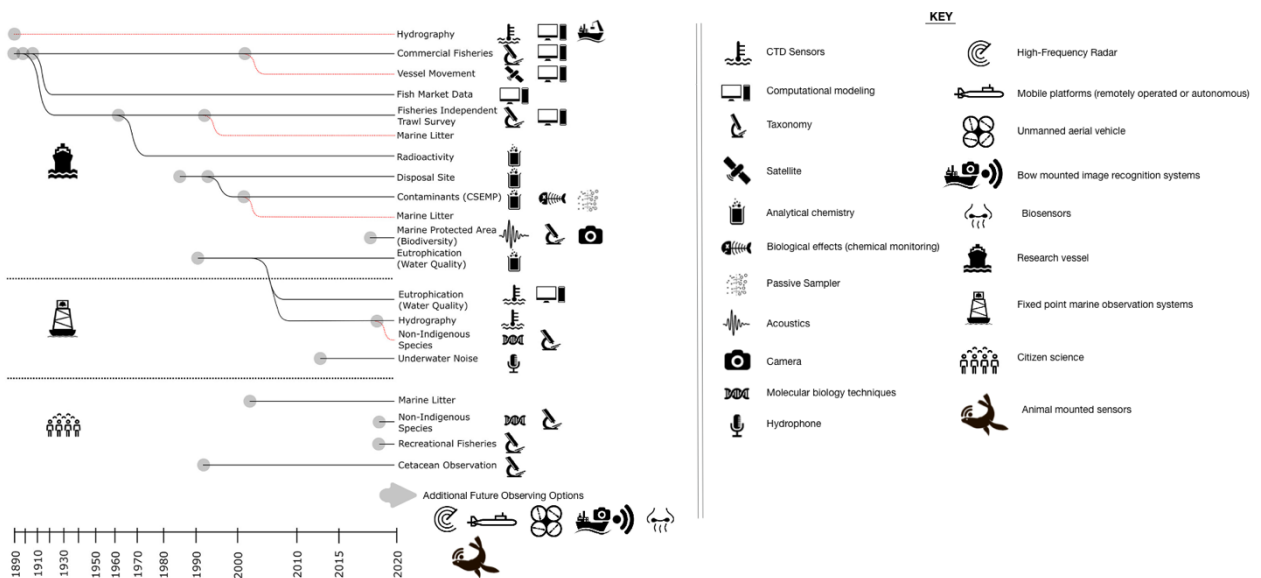 Hydrography
Commercial Fisheries
Vessel Movement
Fish Market Data
Fisheries Independent
Trawl Survey
Marine Litter
Radioactivity
Disposal Site
Contaminants (CSEMP)
Marine Litter
Marine Protected Area
(Biodiversity)
Eutrophication
(Water Quality)
Eutrophication
(Water Quality)
Hydrography
Non-Indigenous
Species
Underwater Noise
Marine Litter
Non-Indigenous
Species
Recreational Fisheries
Cetacean Observation
Additional Future Observing Options
1890
1910
1930
1950
1960
1970
1980
1990
2000
2010
2015
2020
KEY
CTD Sensors
Computational modeling
Taxonomy
Satellite
Analytical chemistry
Biological effects (chemical monitoring)
Passive Sampler
Acoustics
Camera
Molecular biology techniques
Hydrophone
High-Frequency Radar
Mobile platforms (remotely operated or autonomous)
Unmanned aerial vehicle
Bow mounted image recognition systems
Biosensors
Research vessel
Fixed point marine observation systems
Citizen science
Animal mounted sensors